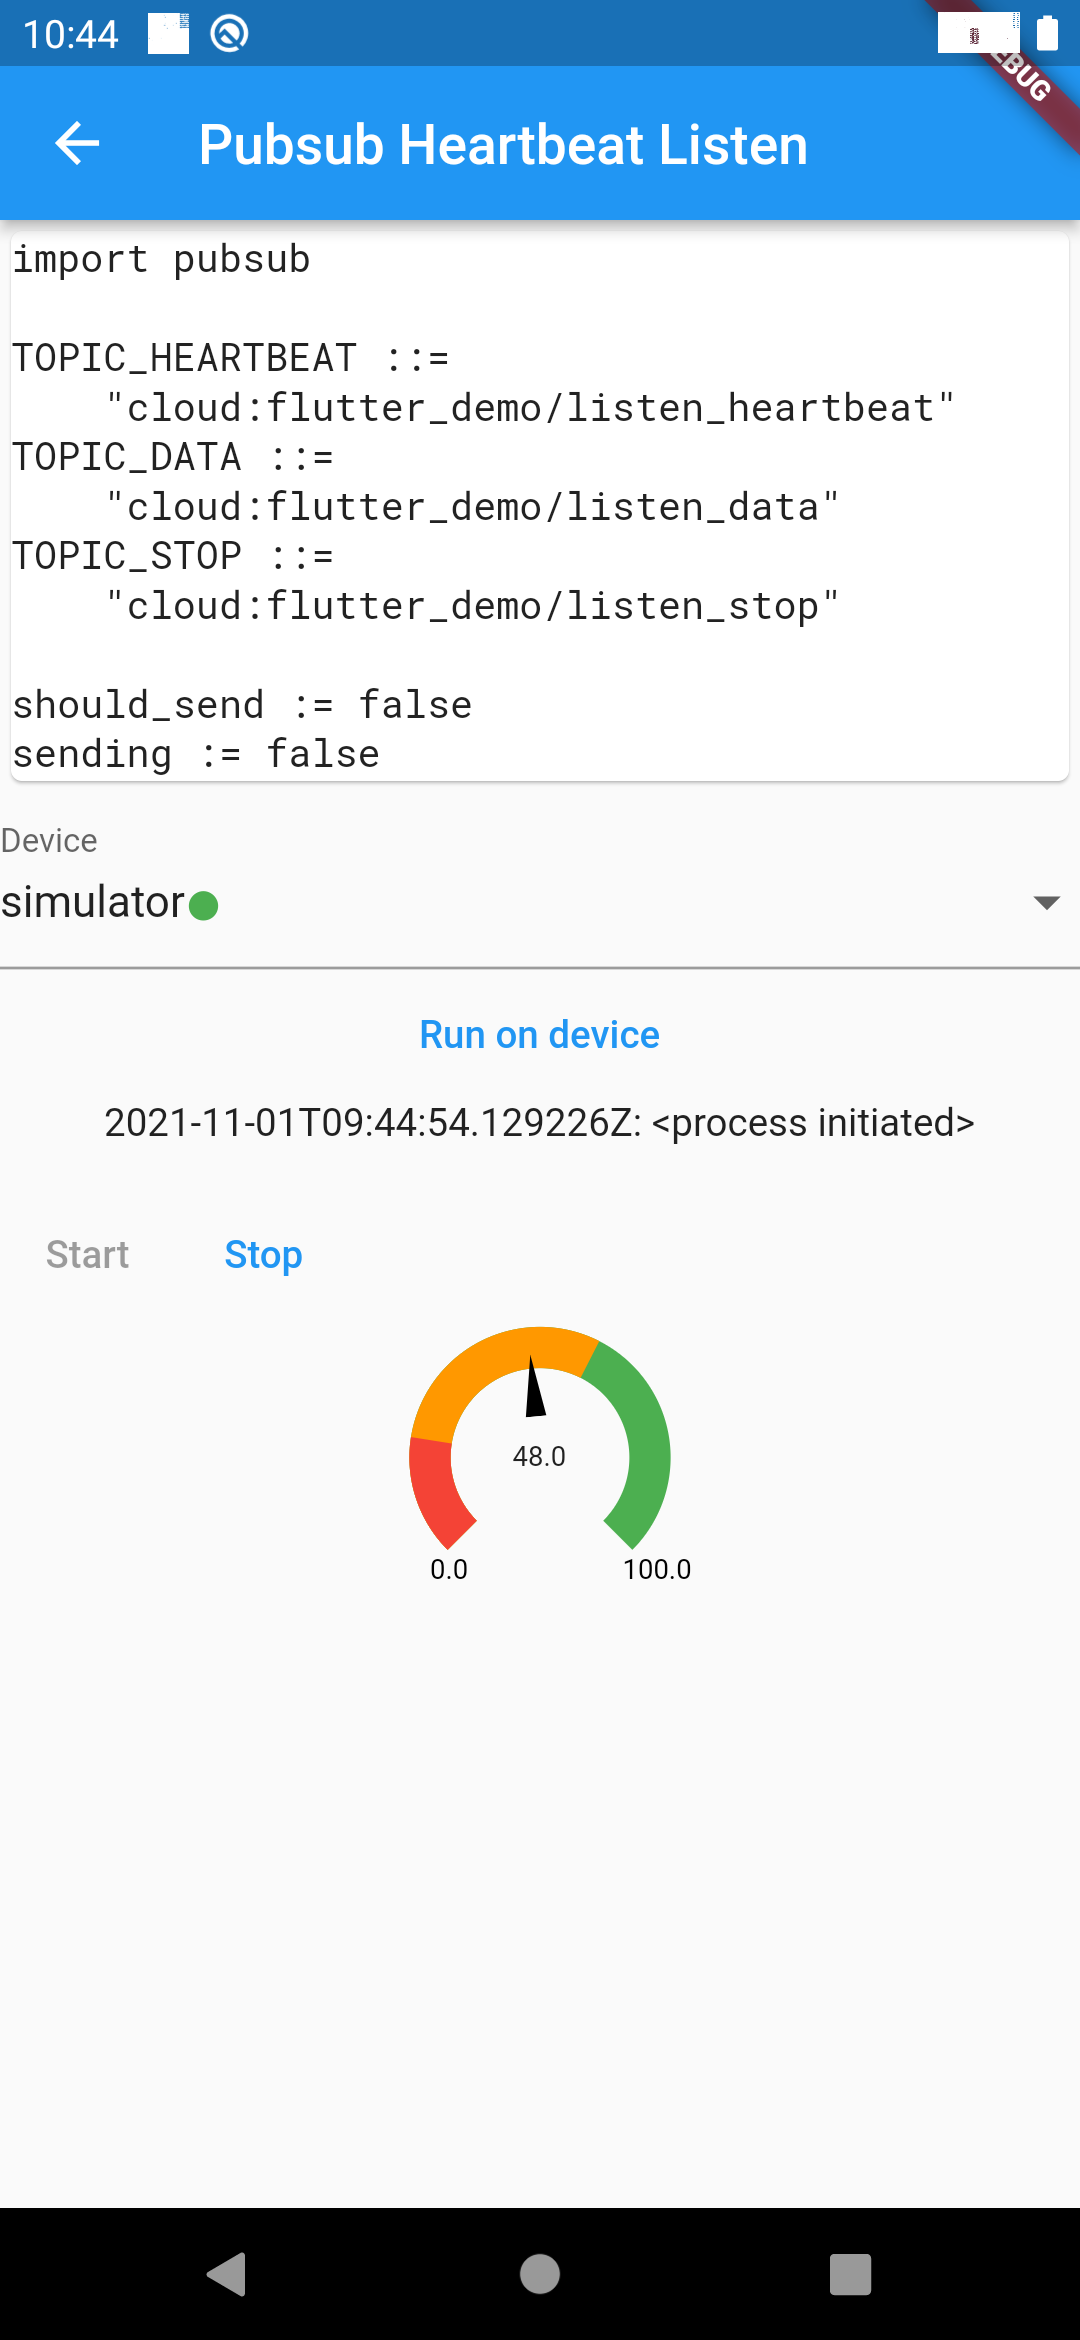 10:44
EBUG
Pubsub Heartbeat Listen
import pubsub
TOPIC_HEARTBEAT ::=
    "cloud:flutter_demo/listen_heartbeat"
TOPIC_DATA ::=
    "cloud:flutter_demo/listen_data"
TOPIC_STOP ::=
    "cloud:flutter_demo/listen_stop"
should_send := false
sending := false
Device
simulator
Run on device
2021-11-01T09:44:54.129226Z: <process initiated>
Start Stop
48.0
0.0 100.0